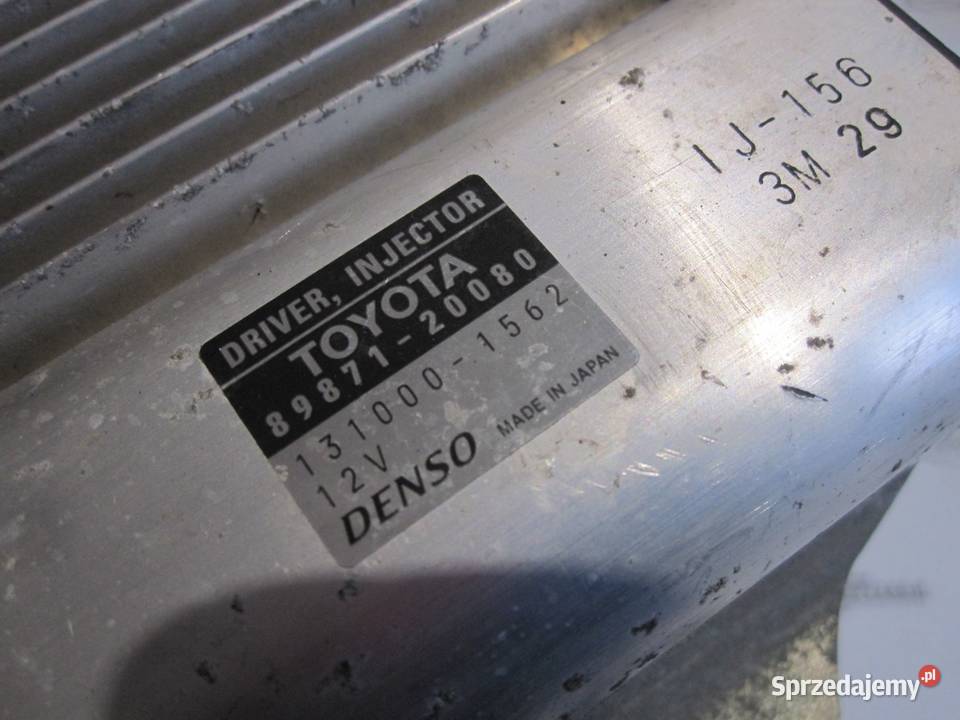 IJ-156
3M 29
DRIVER, INJECTOR
TOYOTA
89871-20080
131000-1562
12V
DENSO MADE IN JAPAN
Sprzedajemy.pl